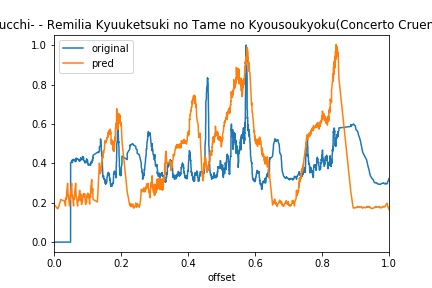 ucchi- - Remilia Kyuuketsuki no Tame no Kyousoukyoku(Concerto Cruen
original
pred
1.0
0.8
0.6
0.4
0.2
0.0
0.0 0.2 0.4 0.6 0.8 1.0
offset